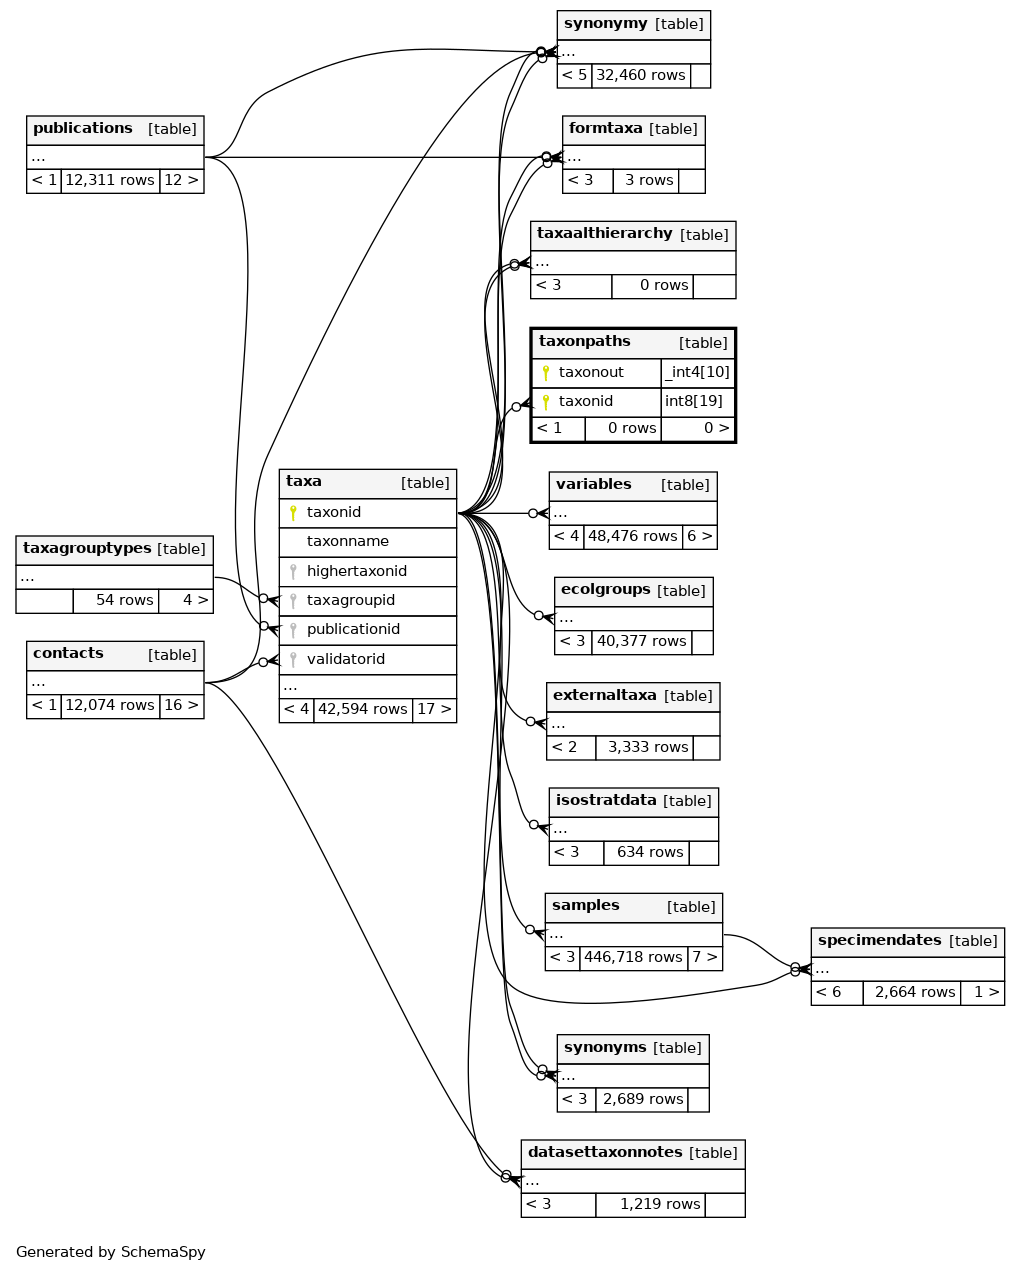 synonymy [table]
...
< 5 32,460 rows
publications [table]
...
< 1 12,311 rows 12 >
formtaxa [table]
...
< 3 3 rows
taxaalthierarchy [table]
...
< 3 0 rows
taxonpaths [table]
taxonout _int4[10]
taxonid int8[19]
< 1 0 rows 0 >
taxa [table]
taxonid
taxonname
highertaxonid
taxagroupid
publicationid
validatorid
...
< 4 42,594 rows 17 >
variables [table]
...
< 4 48,476 rows 6 >
taxagrouptypes [table]
...
54 rows 4 >
ecolgroups [table]
...
< 3 40,377 rows
contacts [table]
...
< 1 12,074 rows 16 >
externaltaxa [table]
...
< 2 3,333 rows
isostratdata [table]
...
< 3 634 rows
samples [table]
...
< 3 446,718 rows 7 >
specimendates [table]
...
< 6 2,664 rows 1 >
synonyms [table]
...
< 3 2,689 rows
datasettaxonnotes [table]
...
< 3 1,219 rows
Generated by SchemaSpy